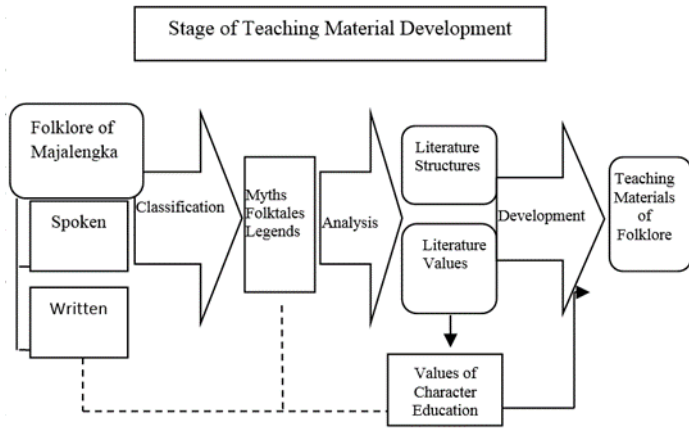 Stage of Teaching Material Development
Folklore of
Majalengka
Spoken
Written
Classification
Myths
Folktales
Legends
Analysis
Literature
Structures
Literature
Values
Values of
Character
Education
Development
Teaching
Materials
of
Folklore